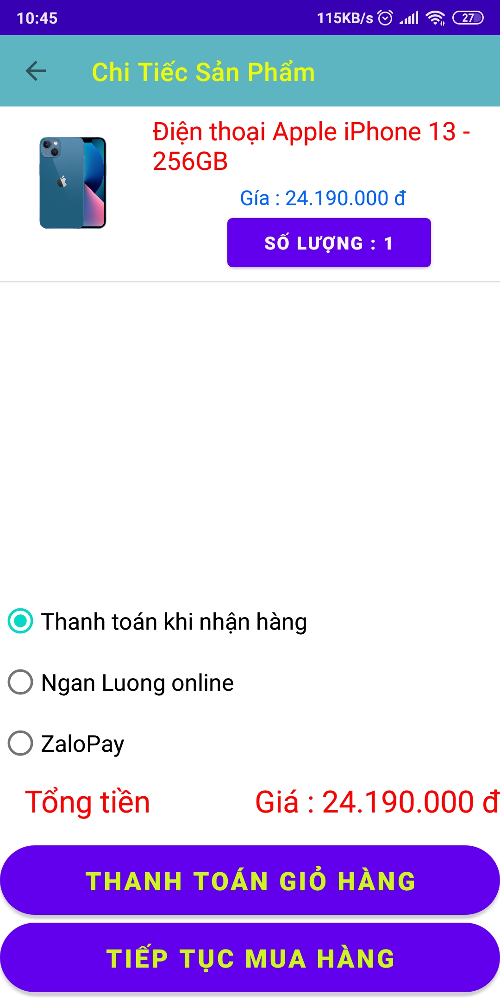 10:45
115KB/s
27
Chi Tiếc Sản Phẩm
Điện thoại Apple iPhone 13 -
256GB
Gía : 24.190.000 đ
SỐ LƯỢNG : 1
Thanh toán khi nhận hàng
Ngan Luong online
ZaloPay
Tổng tiền
Giá : 24.190.000 đ
THANH TOÁN GIỎ HÀNG
TIẾP TỤC MUA HÀNG